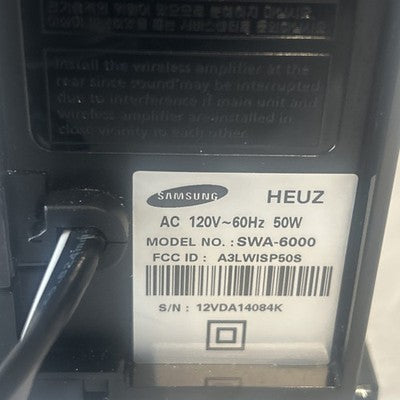 Install the wireless amplifier at the
rear since sound may be interrupted
due to interference if main unit and
wireless amplifier are installed in
close vicinity to each other.
SAMSUNG HEUZ
AC 120V~60Hz 50W
MODEL NO. : SWA-6000
FCC ID : A3LWISP50S
S/N : 12VDA14084K